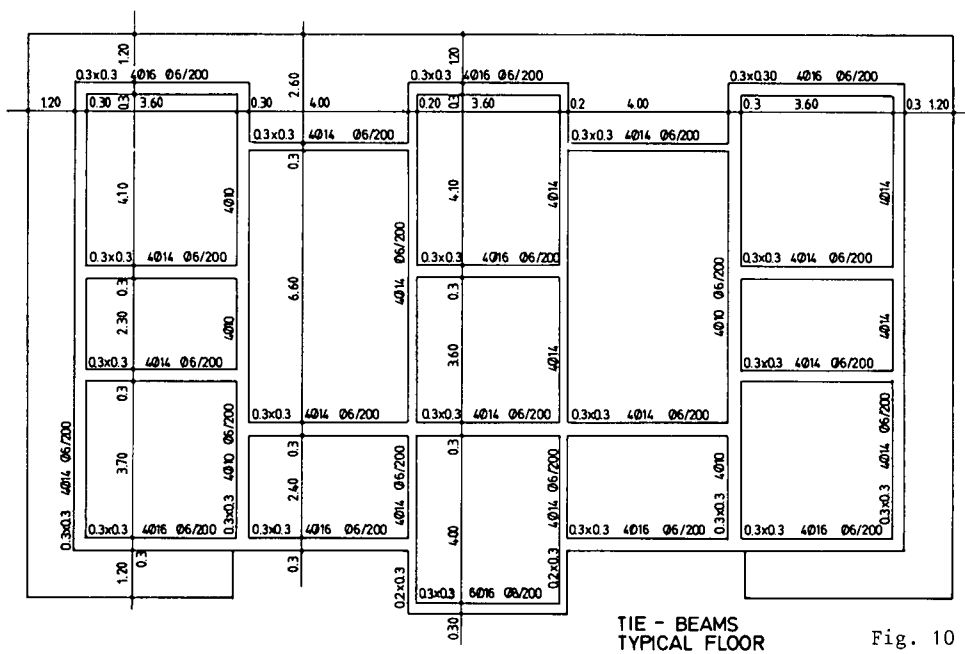 1.20 2.60 1.20
0.3x0.3 4Ø16 Ø6/200 0.3x0.3 4Ø16 Ø6/200 0.3x0.30 4Ø16 Ø6/200
1.20 0.30 0.3 3.60 0.30 4.00 0.20 0.3 3.60 0.2 4.00 0.3 3.60 0.3 1.20
0.3x0.3 4Ø14 Ø6/200 0.3x0.3 4Ø14 Ø6/200
0.3
4.10 4Ø10 4.10 4Ø14 4Ø14
0.3x0.3 4Ø14 Ø6/200 0.3x0.3 4Ø16 Ø6/200 0.3x0.3 4Ø14 Ø6/200
0.3 6.60 4Ø14 Ø6/200 0.3 4Ø10 Ø6/200
2.30 4Ø10 3.60 4Ø14 4Ø14
0.3x0.3 4Ø14 Ø6/200 0.3x0.3 4Ø14 Ø6/200
0.3
0.3x0.3 4Ø14 Ø6/200 0.3x0.3 4Ø14 Ø6/200 0.3x0.3 4Ø14 Ø6/200
0.3x0.3 4Ø14 Ø6/200 3.70 0.3x0.3 4Ø10 Ø6/200 0.3 2.40 4Ø14 Ø6/200 0.3 4.00 0.2x0.3 4Ø14 Ø6/200 0.3x0.3 4Ø10 0.3x0.3 4Ø14 Ø6/200
0.3x0.3 4Ø16 Ø6/200 0.3x0.3 4Ø16 Ø6/200 0.3x0.3 4Ø16 Ø6/200 0.3x0.3 4Ø16 Ø6/200
1.20 0.3 0.3 0.2x0.3
0.3x0.3 6Ø16 Ø8/200
0.30
TIE - BEAMS
TYPICAL FLOOR
Fig. 10